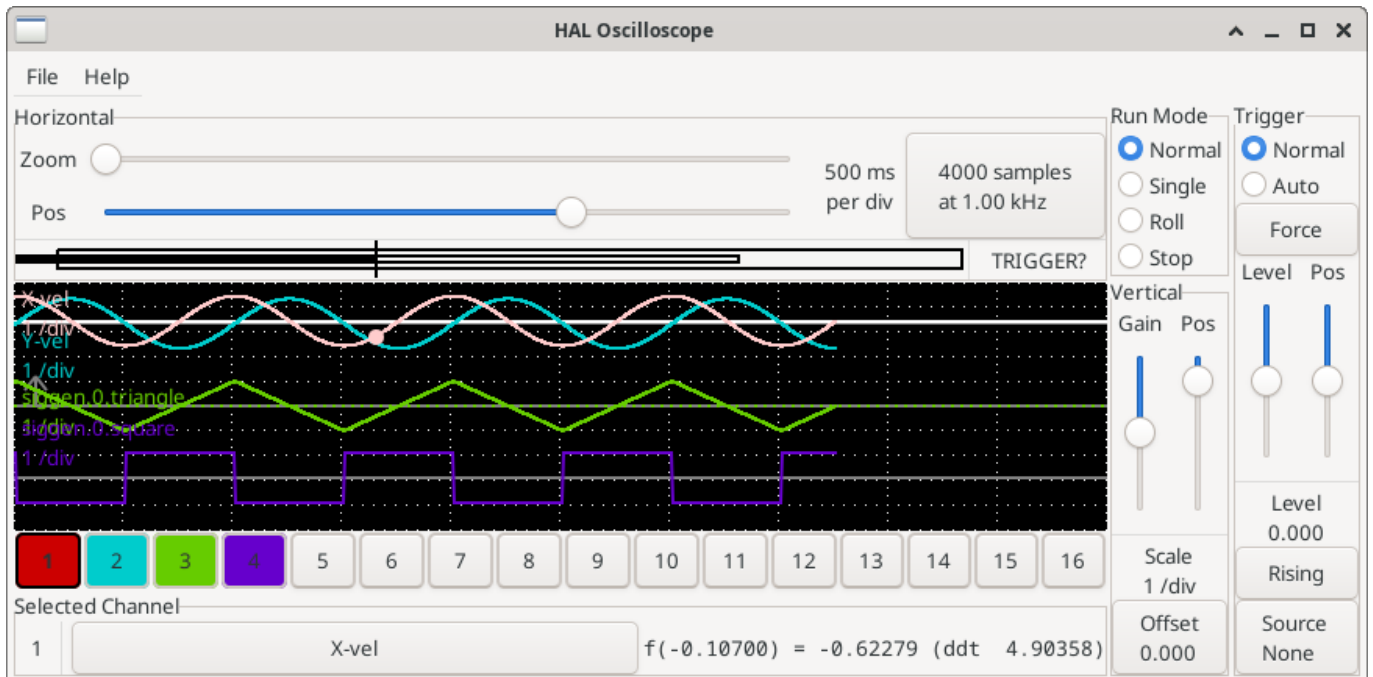 HAL Oscilloscope
File Help
Horizontal
Zoom
Pos
500 ms
per div
4000 samples
at 1.00 kHz
TRIGGER?
Run Mode
Normal
Single
Roll
Stop
Trigger
Normal
Auto
Force
Level Pos
Level
0.000
Rising
Source
None
Vertical
Gain Pos
Scale
1 /div
Offset
0.000
X-vel
1 /div
Y-vel
1 /div
siggen.0.triangle
1 /div
siggen.0.square
1 /div
1 2 3 4 5 6 7 8 9 10 11 12 13 14 15 16
Selected Channel
1 X-vel f(-0.10700) = -0.62279 (ddt 4.90358)